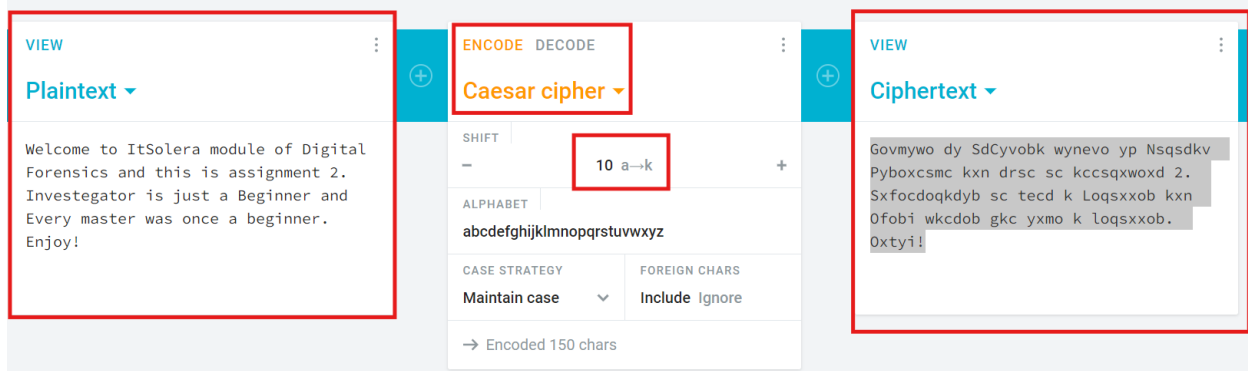 VIEW
Plaintext
Welcome to ItSolera module of Digital
Forensics and this is assignment 2.
Investegator is just a Beginner and
Every master was once a beginner.
Enjoy!
ENCODE DECODE
Caesar cipher
SHIFT
− 10 a→k +
ALPHABET
abcdefghijklmnopqrstuvwxyz
CASE STRATEGY
Maintain case
FOREIGN CHARS
Include Ignore
→ Encoded 150 chars
VIEW
Ciphertext
Govmywo dy SdCyvobk wynevo yp Nsqsdkv
Pyboxcsmc kxn drsc sc kccsqxwoxd 2.
Sxfocdoqkdyb sc tecd k Loqsxxob kxn
Ofobi wkcdob gkc yxmo k loqsxxob.
Oxtyi!